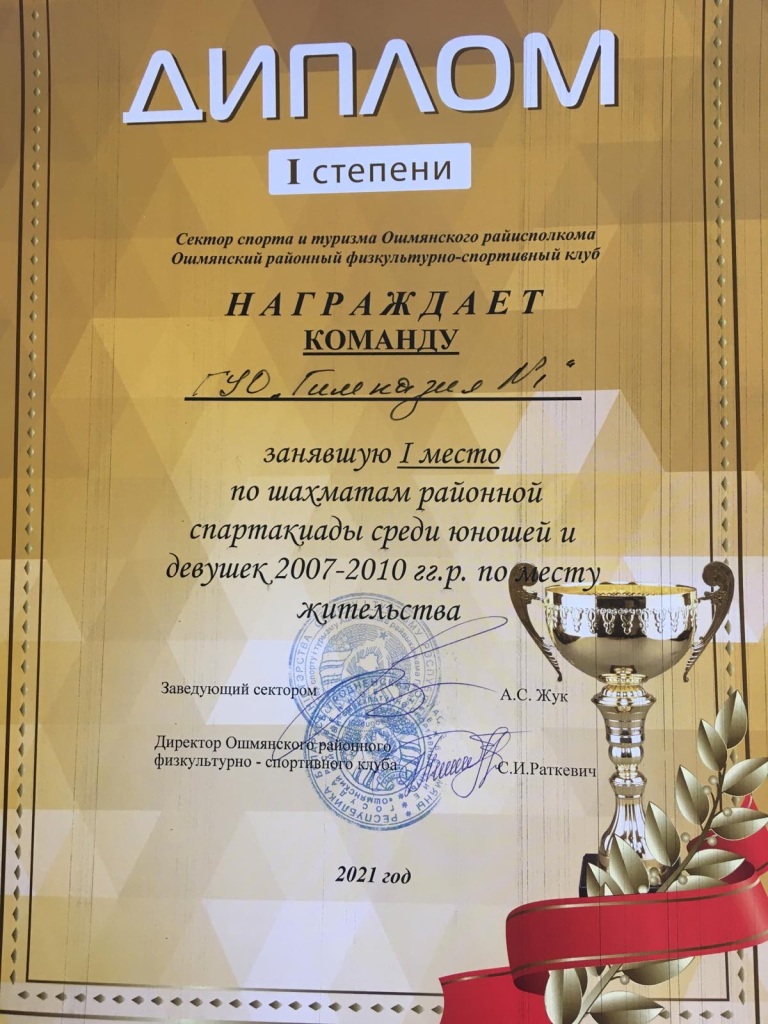 ДИПЛОМ
I степени
Сектор спорта и туризма Ошмянского райисполкома
Ошмянский районный физкультурно-спортивный клуб
НАГРАЖДАЕТ
КОМАНДУ
ГУО „Гимназия №1“
занявшую I место
по шахматам районной
спартакиады среди юношей и
девушек 2007-2010 гг.р. по месту
жительства
Заведующий сектором
А.С. Жук
Директор Ошмянского районного
физкультурно - спортивного клуба
С.И.Раткевич
2021 год